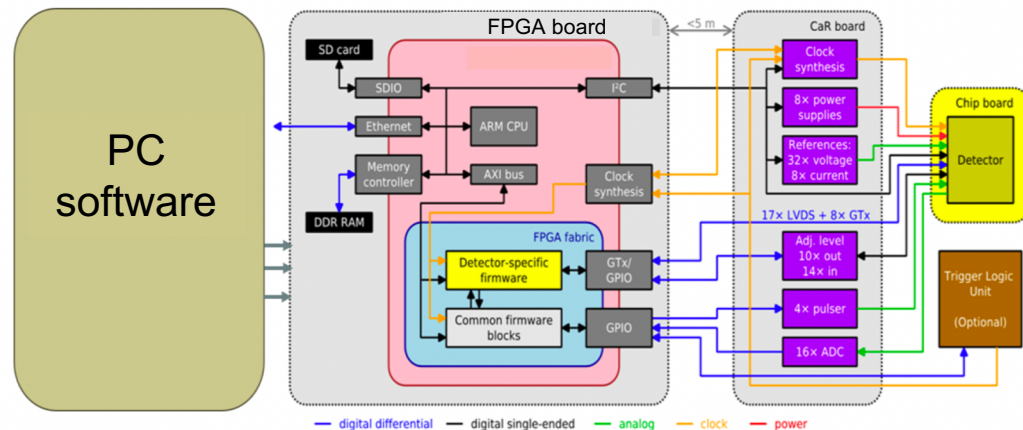 PC
software
FPGA board
SD card
SDIO
Ethernet
Memory
controller
DDR RAM
ARM CPU
AXI bus
I²C
Clock
synthesis
FPGA fabric
Detector-specific
firmware
Common firmware
blocks
GTx/
GPIO
GPIO
<5 m
CaR board
Clock
synthesis
8× power
supplies
References:
32× voltage
8× current
17× LVDS + 8× GTx
Adj. level
10× out
14× in
4× pulser
16× ADC
Chip board
Detector
Trigger Logic
Unit
(Optional)
digital differential
digital single-ended
analog
clock
power